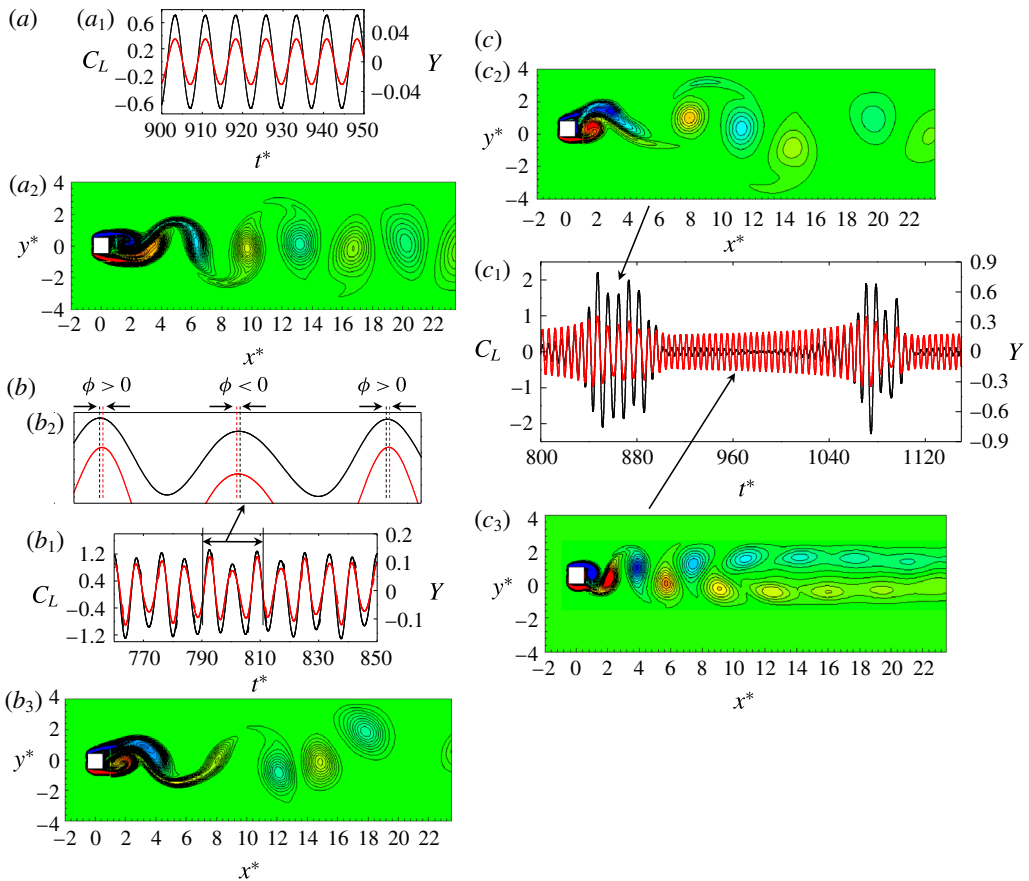 (a)
(a1)
0.6
0.2
−0.2
−0.6
CL
0.04
0
−0.04
Y
900 910 920 930 940 950
t*
(a2)
4
2
0
−2
−4
y*
−2 0 2 4 6 8 10 12 14 16 18 20 22
x*
(b)
ϕ > 0 ϕ < 0 ϕ > 0
(b2)
(b1)
1.2
0.4
−0.4
−1.2
CL
0.2
0.1
0
−0.1
Y
770 790 810 830 850
t*
(b3)
4
2
0
−2
−4
y*
−2 0 2 4 6 8 10 12 14 16 18 20 22
x*
(c)
(c2)
4
2
0
−2
−4
y*
−2 0 2 4 6 8 10 12 14 16 18 20 22
x*
(c1)
2
1
0
−1
−2
CL
0.9
0.6
0.3
0
−0.3
−0.6
−0.9
Y
800 880 960 1040 1120
t*
(c3)
4
2
0
−2
−4
y*
−2 0 2 4 6 8 10 12 14 16 18 20 22
x*